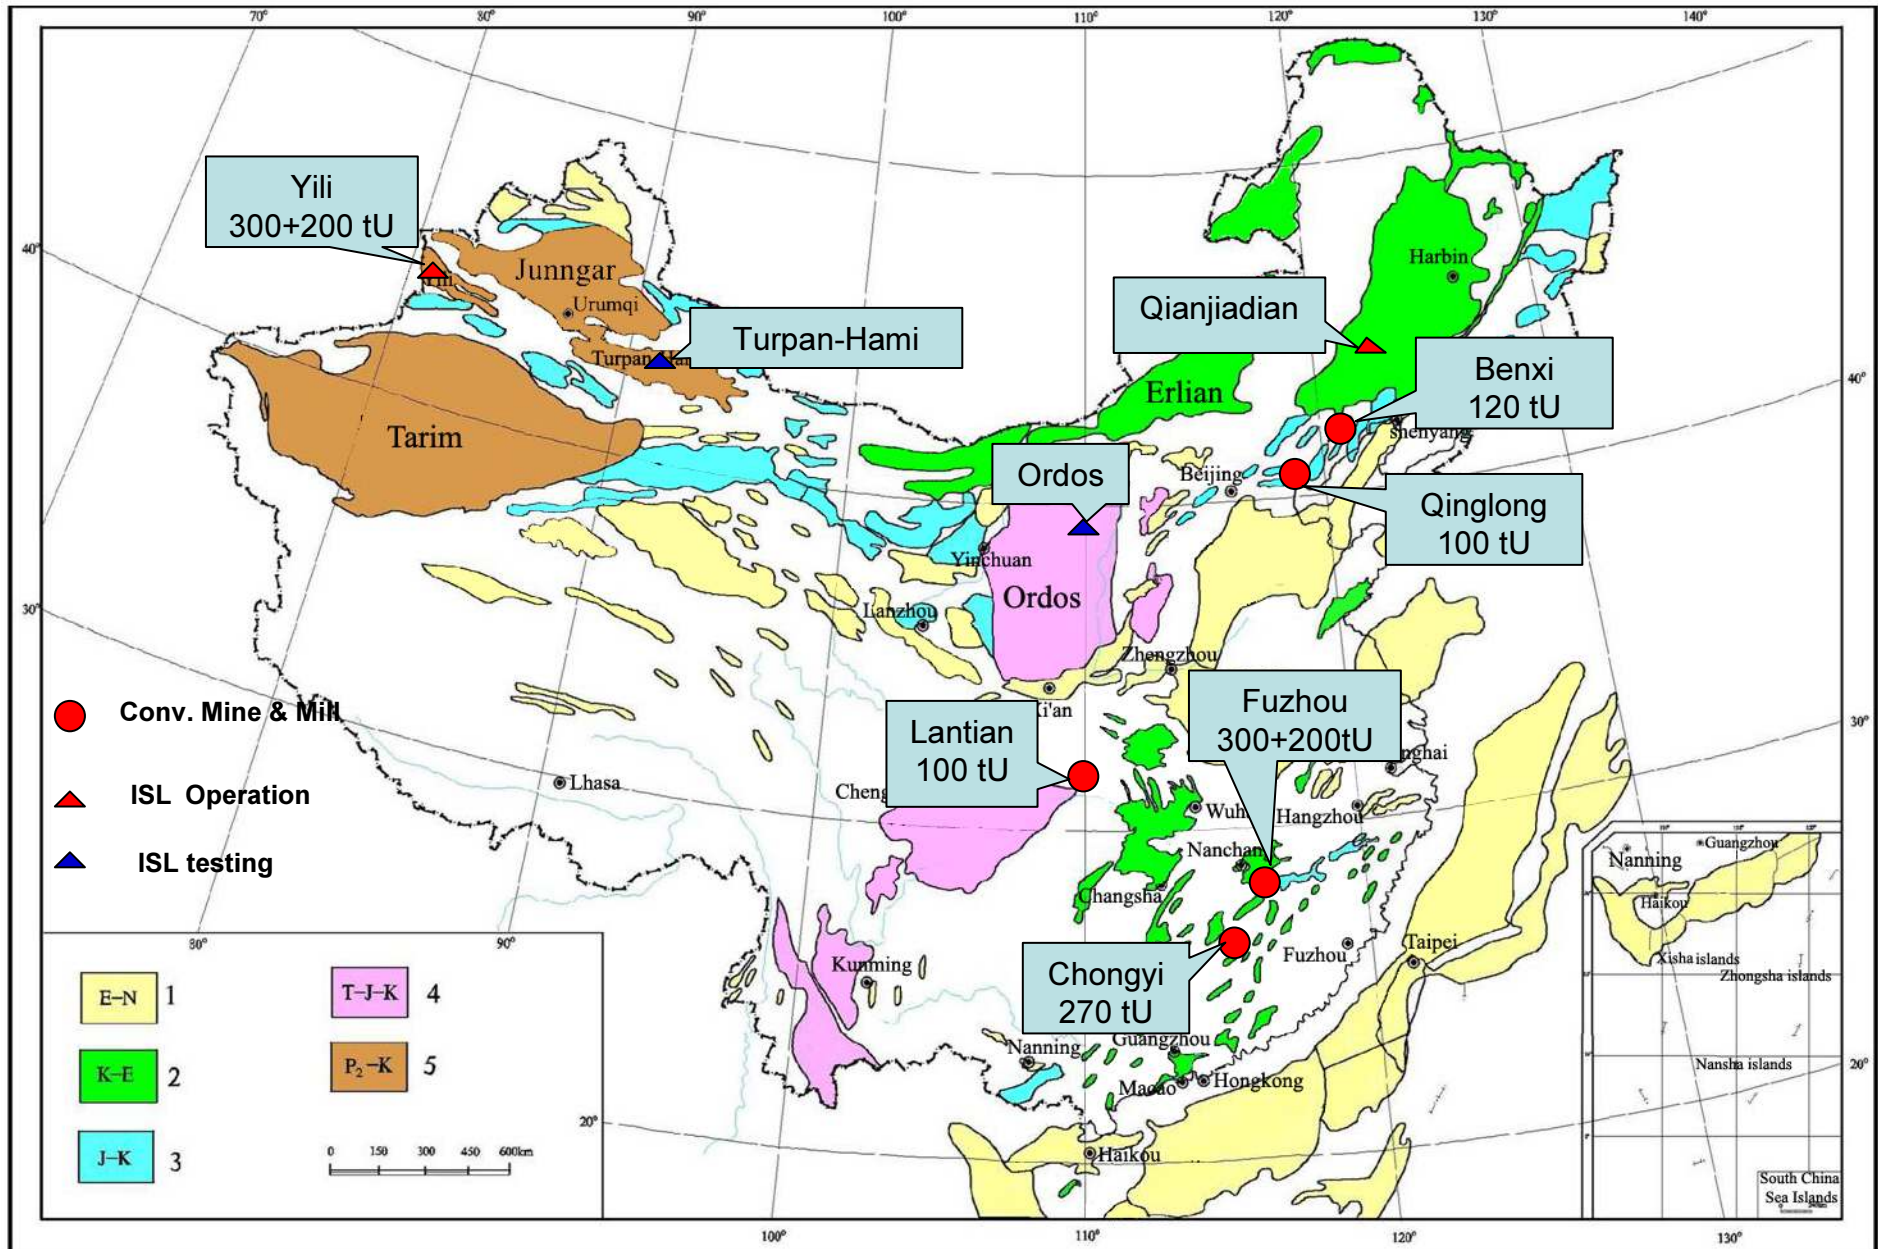 70°
80°
90°
100°
110°
120°
130°
140°
Yili
300+200 tU
Junngar
Urumqi
Turpan-Hami
Tarim
Harbin
Qianjiadian
Erlian
Benxi
120 tU
shenyang
Beijing
Qinglong
100 tU
Ordos
Yinchuan
Ordos
Lanzhou
Zhengzhou
40°
40°
30°
30°
Conv. Mine & Mill
ISL Operation
ISL testing
Lhasa
Lantian
100 tU
Fuzhou
300+200tU
Hangzhou
Changsha
Chongyi
270 tU
Fuzhou
Taipei
Kunming
Nanning
Guangzhou
Macao
Hongkong
Haikou
80°
90°
20°
20°
E-N 1
K-E 2
J-K 3
T-J-K 4
P₂-K 5
0 150 300 450 600km
Nanning
Guangzhou
Haikou
Xisha islands
Zhongsha islands
Nansha islands
South China
Sea Islands
100°
110°
120°
130°